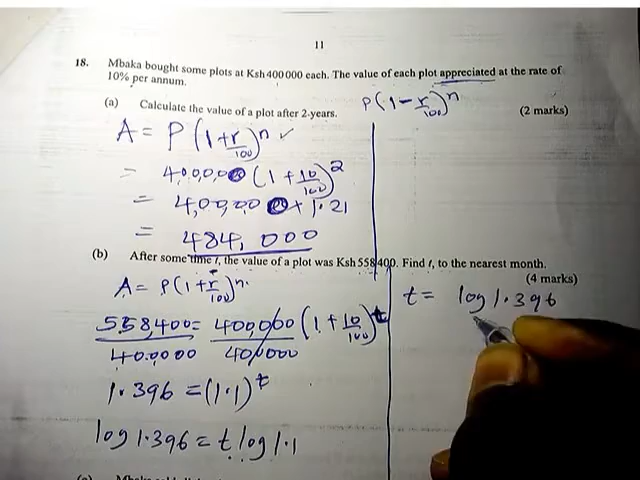 11
18. Mbaka bought some plots at Ksh 400 000 each. The value of each plot appreciated at the rate of
10% per annum.
P(1-r/100)^n
(a) Calculate the value of a plot after 2-years.
(2 marks)
A = P(1+r/100)^n ✓
= 400,000(1+10/100)^2
= 400,000 × 1.21
= 484,000
(b) After some time t, the value of a plot was Ksh 558 400. Find t, to the nearest month.
(4 marks)
A = P(1+r/100)^n
558,400 = 400,000(1+10/100)^t
400000 400000
1.396 = (1.1)^t
log 1.396 = t log 1.1
t = log 1.396